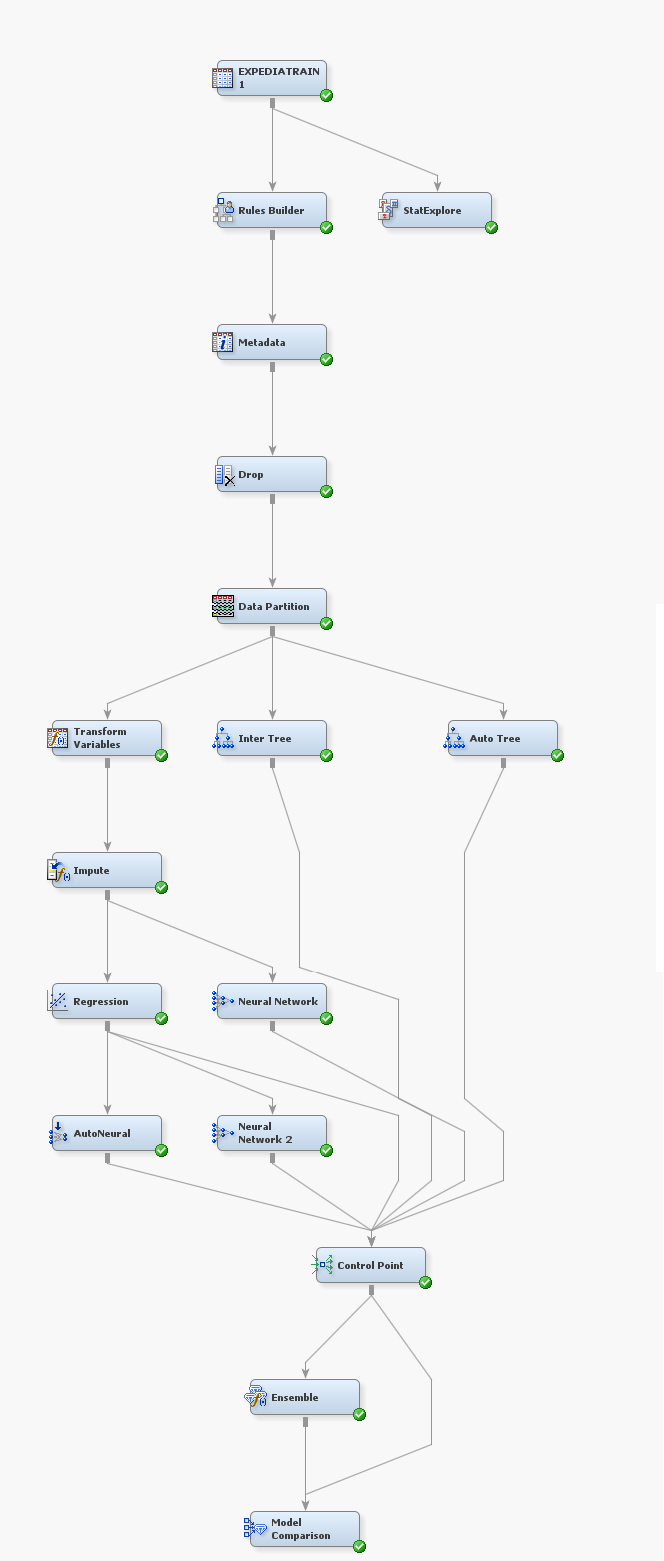 EXPEDIATRAIN
1
Rules Builder
StatExplore
Metadata
Drop
Data Partition
Transform
Variables
Inter Tree
Auto Tree
Impute
Regression
Neural Network
AutoNeural
Neural
Network 2
Control Point
Ensemble
Model
Comparison